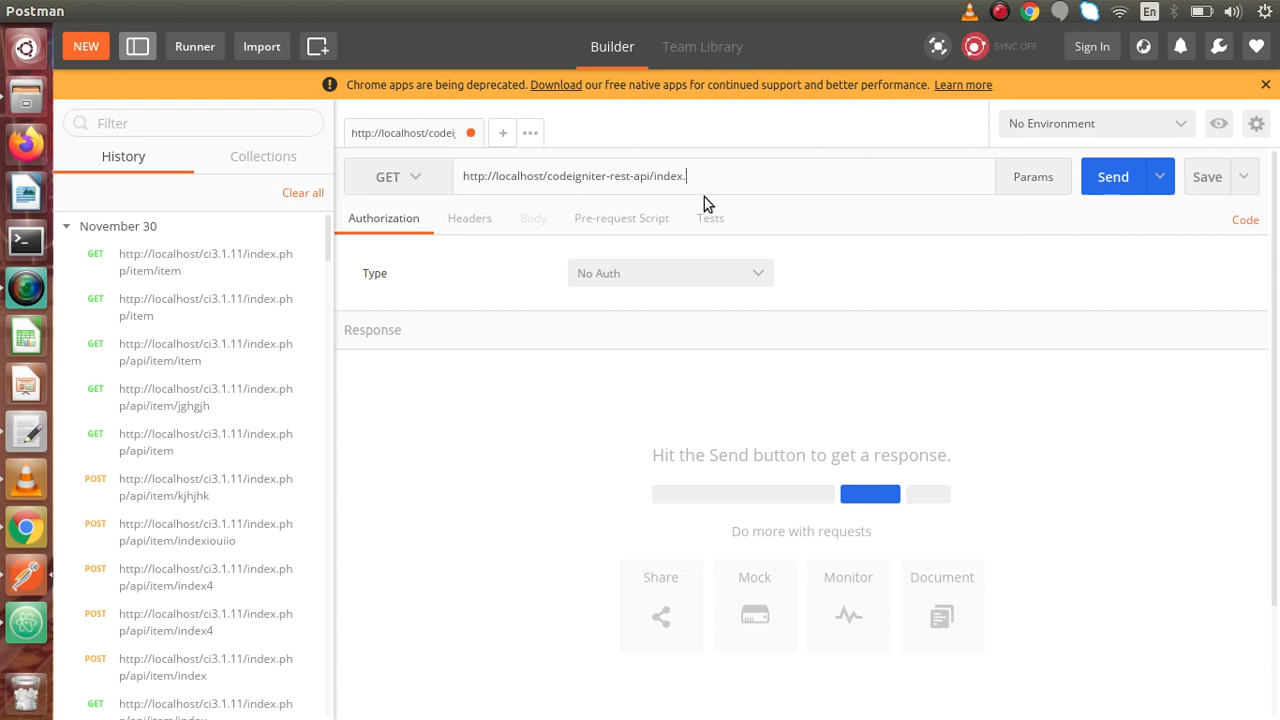 Postman
En
NEW
Runner
Import
Builder
Team Library
SYNC OFF
Sign In
Chrome apps are being deprecated. Download our free native apps for continued support and better performance. Learn more
Filter
History
Collections
Clear all
November 30
GET http://localhost/ci3.1.11/index.ph
p/item/item
GET http://localhost/ci3.1.11/index.ph
p/item
GET http://localhost/ci3.1.11/index.ph
p/api/item/item
GET http://localhost/ci3.1.11/index.ph
p/api/item/jghgjh
GET http://localhost/ci3.1.11/index.ph
p/api/item
POST http://localhost/ci3.1.11/index.ph
p/api/item/kjhjhk
POST http://localhost/ci3.1.11/index.ph
p/api/item/indexiouiio
POST http://localhost/ci3.1.11/index.ph
p/api/item/index4
POST http://localhost/ci3.1.11/index.ph
p/api/item/index4
POST http://localhost/ci3.1.11/index.ph
p/api/item/index
GET http://localhost/ci3.1.11/index.ph
http://localhost/codei
No Environment
GET
http://localhost/codeigniter-rest-api/index.
Params
Send
Save
Authorization
Headers
Body
Pre-request Script
Tests
Code
Type
No Auth
Response
Hit the Send button to get a response.
Do more with requests
Share
Mock
Monitor
Document